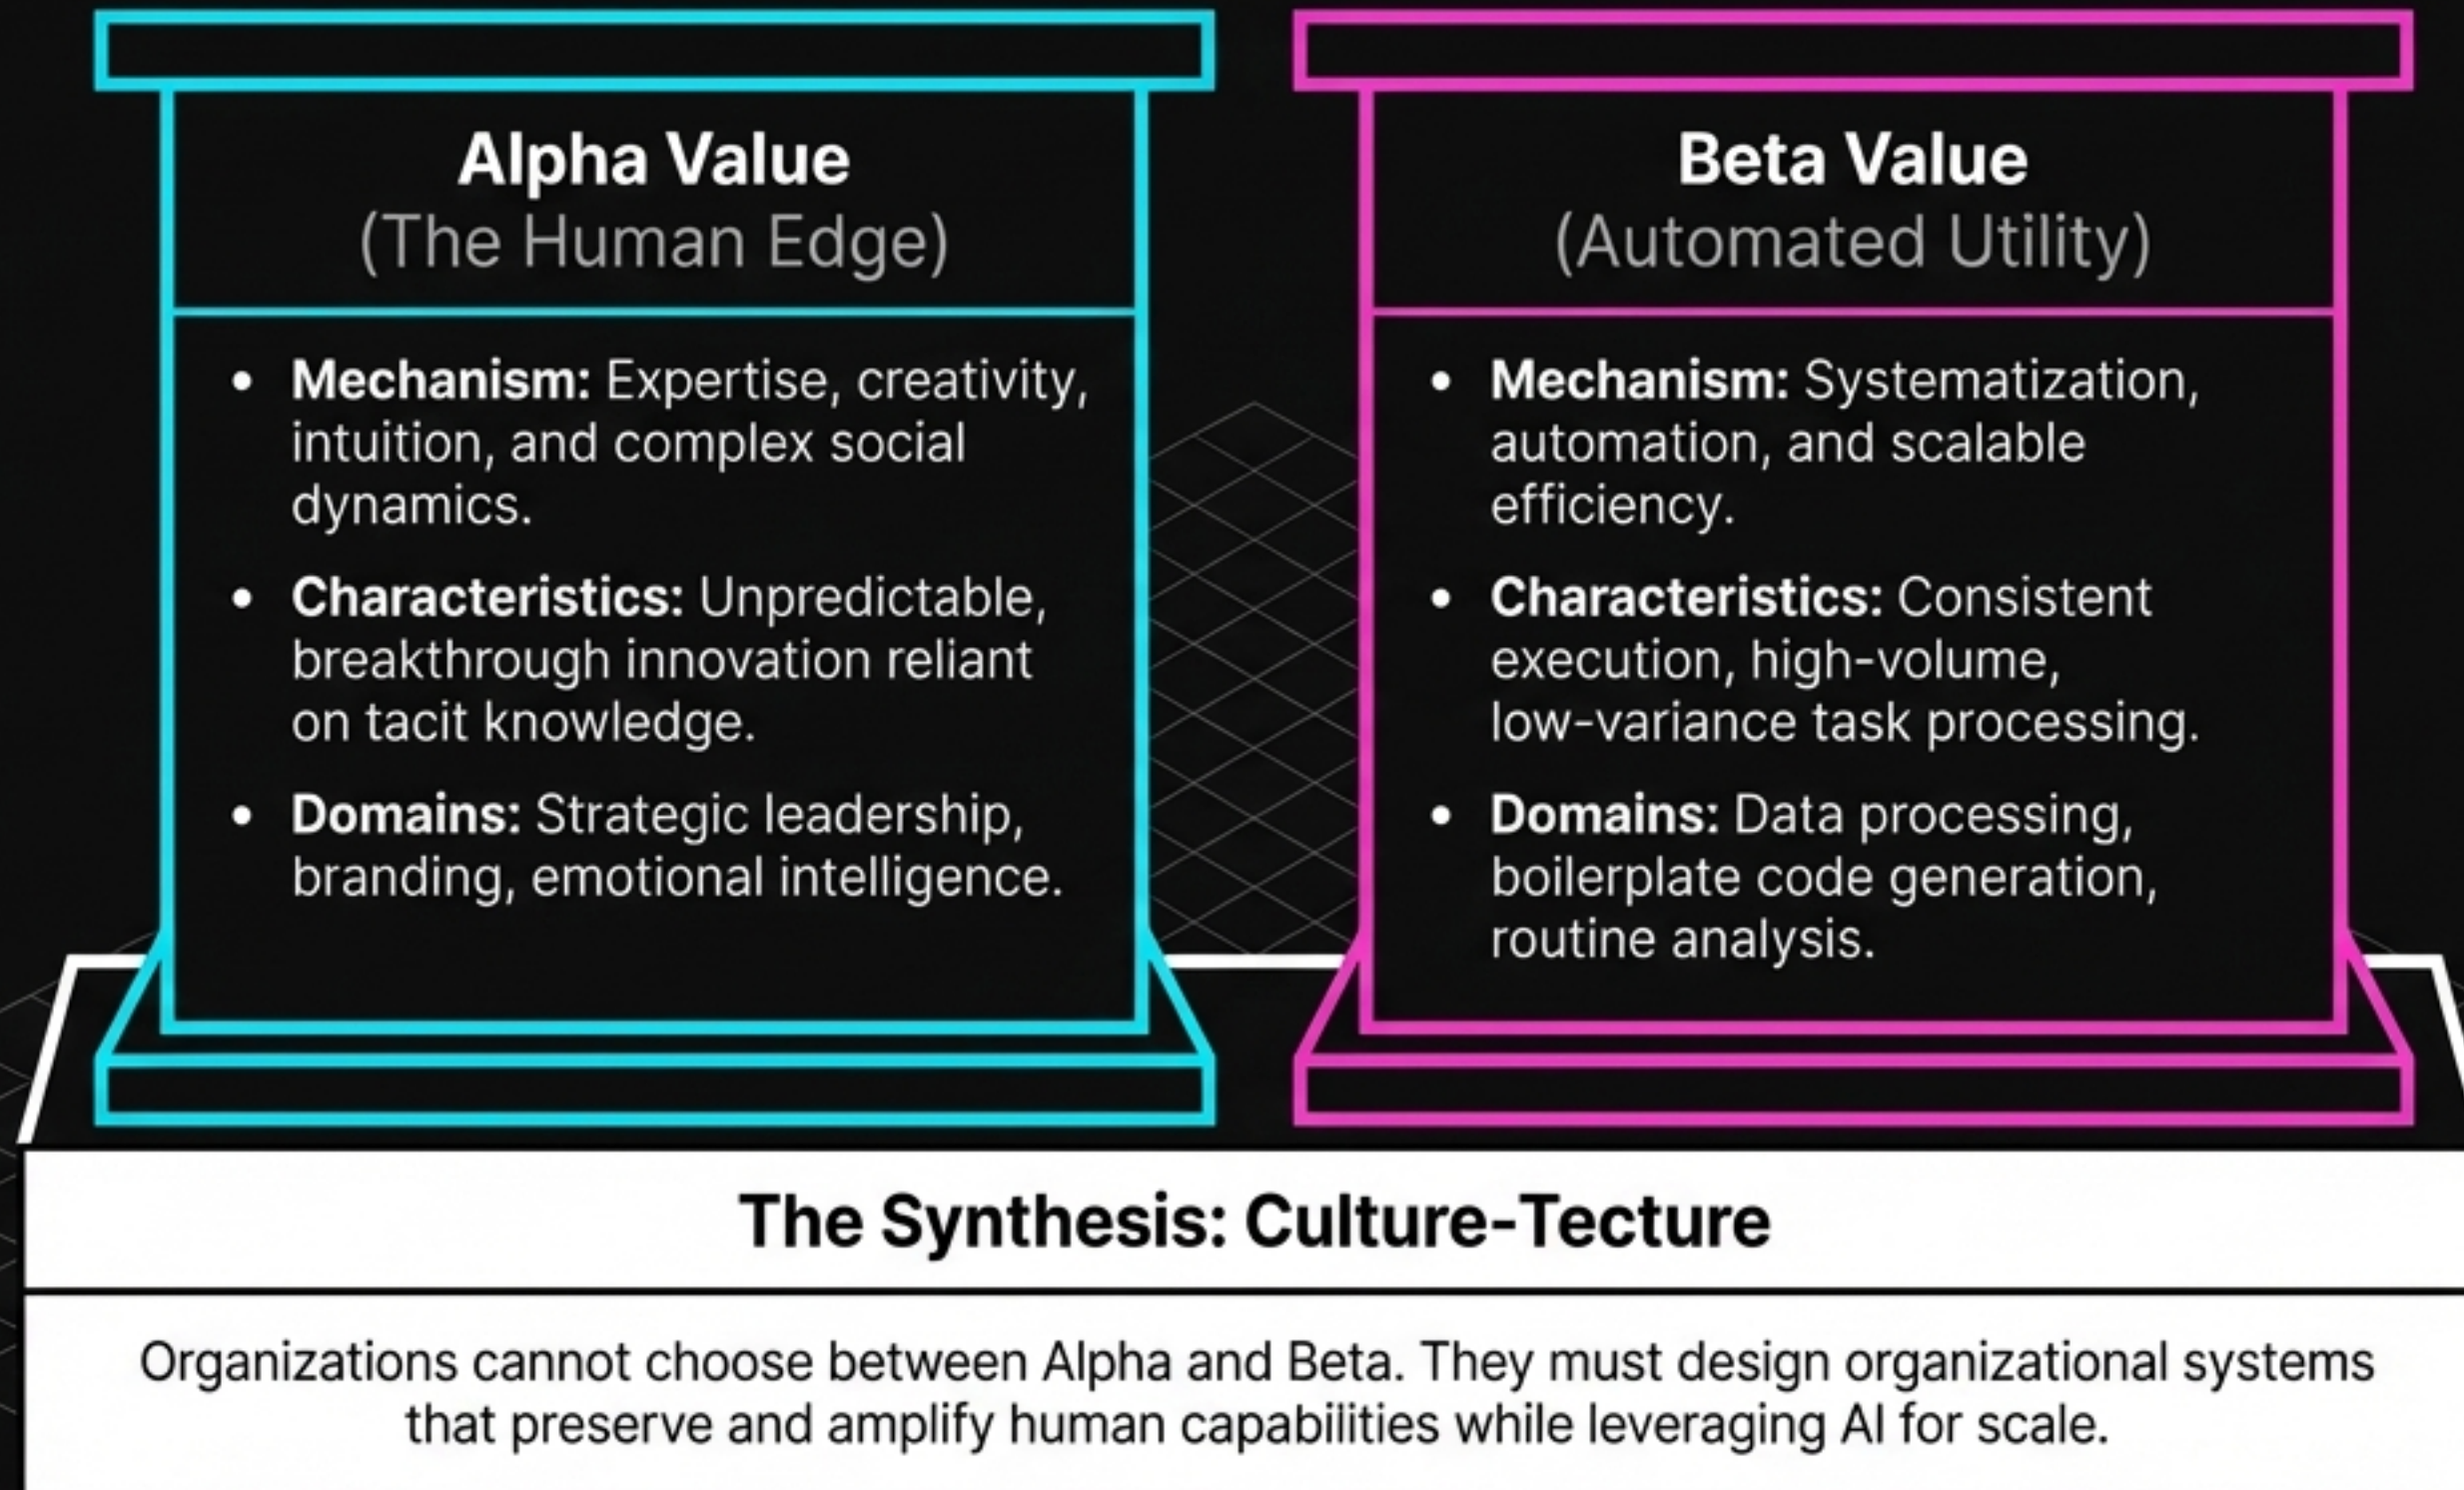 Alpha Value
(The Human Edge)
• Mechanism: Expertise, creativity,
intuition, and complex social
dynamics.
• Characteristics: Unpredictable,
breakthrough innovation reliant
on tacit knowledge.
• Domains: Strategic leadership,
branding, emotional intelligence.
Beta Value
(Automated Utility)
• Mechanism: Systematization,
automation, and scalable
efficiency.
• Characteristics: Consistent
execution, high-volume,
low-variance task processing.
• Domains: Data processing,
boilerplate code generation,
routine analysis.
The Synthesis: Culture-Tecture
Organizations cannot choose between Alpha and Beta. They must design organizational systems
that preserve and amplify human capabilities while leveraging AI for scale.